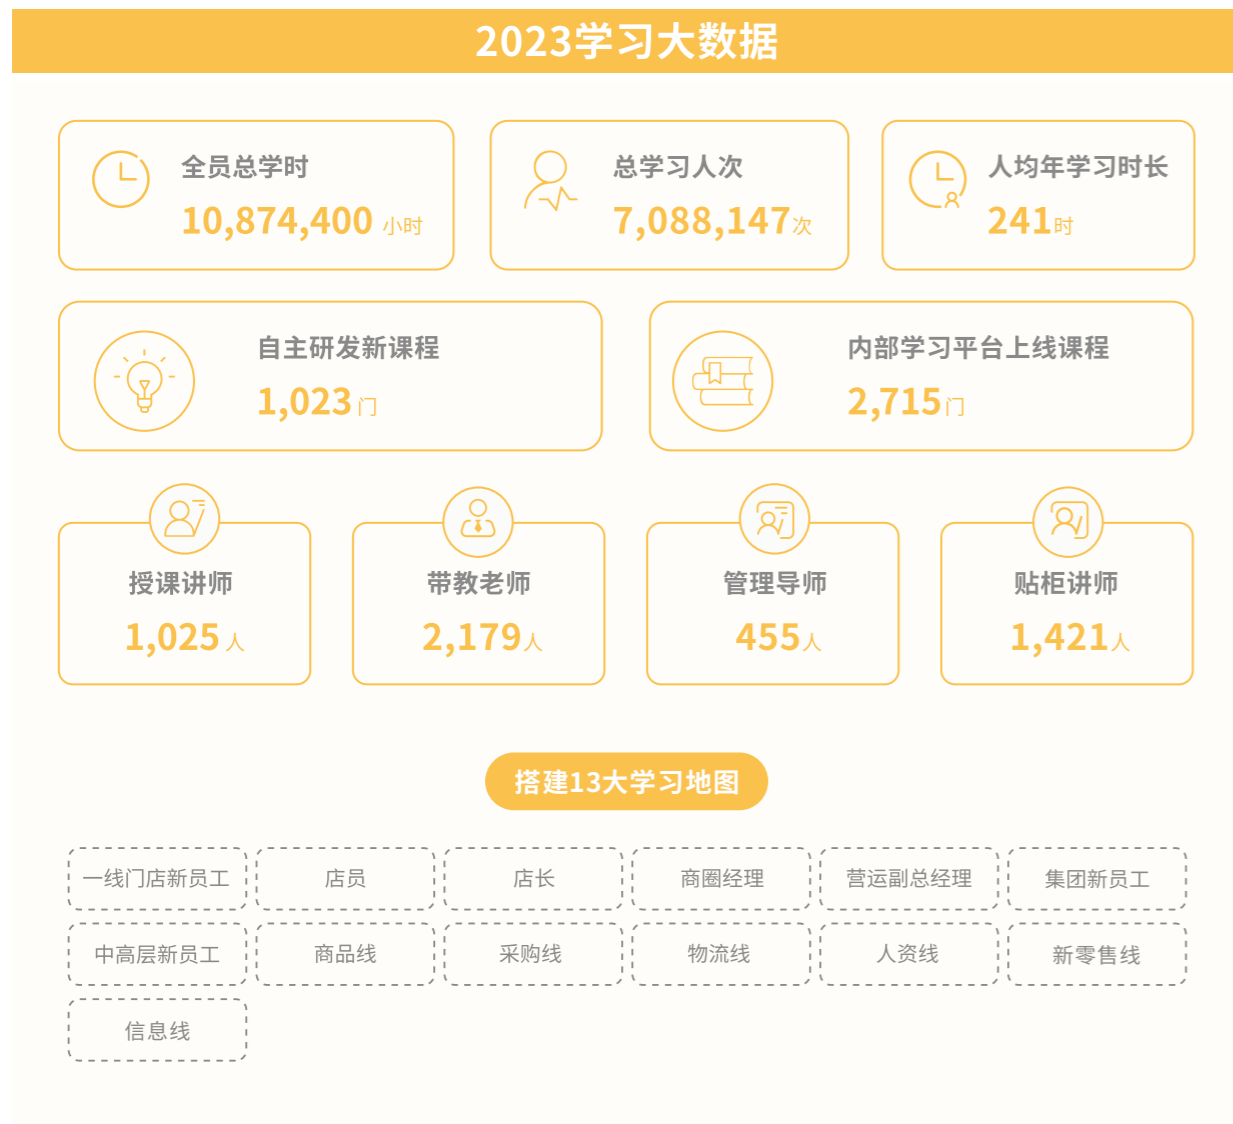 2023学习大数据
全员总学时
10,874,400 小时
总学习人次
7,088,147次
人均年学习时长
241时
自主研发新课程
1,023 门
内部学习平台上线课程
2,715门
授课讲师
1,025 人
带教老师
2,179人
管理导师
455人
贴柜讲师
1,421人
搭建13大学习地图
一线门店新员工
店员
店长
商圈经理
营运副总经理
集团新员工
中高层新员工
商品线
采购线
物流线
人资线
新零售线
信息线